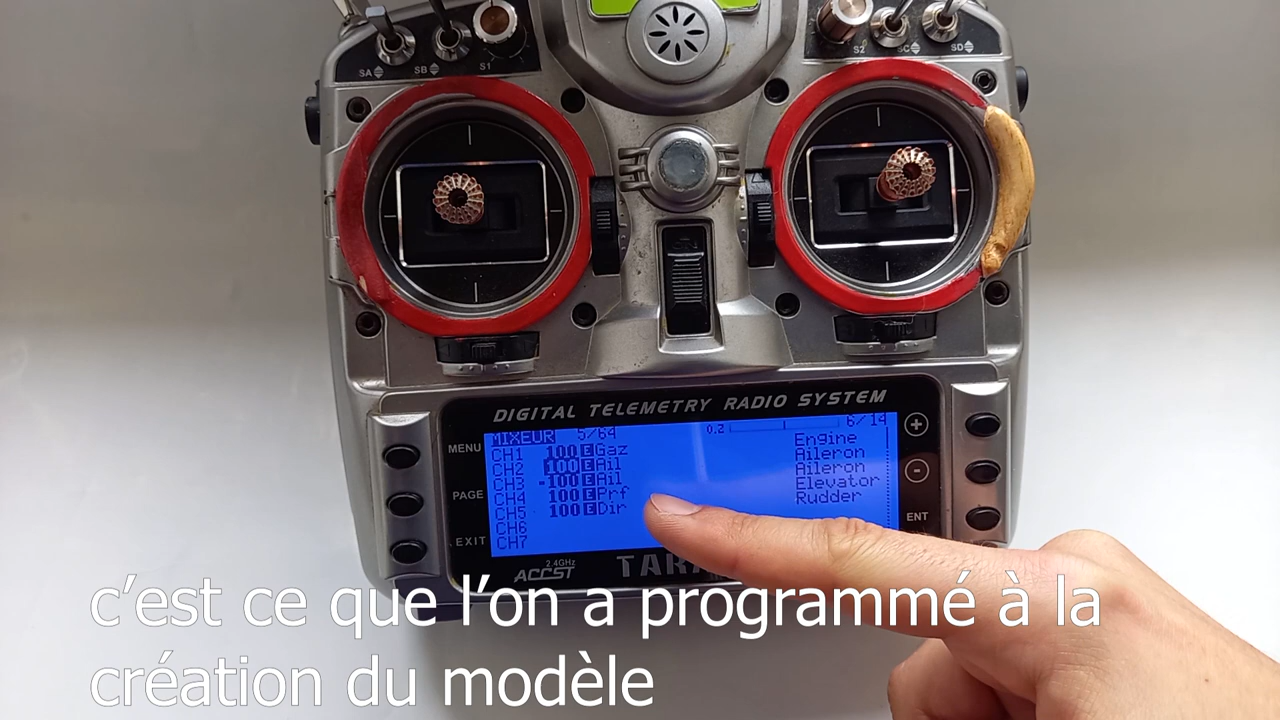 SA SB S1 S2 SC SD
DIGITAL TELEMETRY RADIO SYSTEM
MENU
PAGE
EXIT
MIXEUR 5/64 0.2 6/14
CH1 100 E Gaz Engine
CH2 100 E Ail Aileron
CH3 -100 E Ail Aileron
CH4 100 E Prf Elevator
CH5 100 E Dir Rudder
CH6
CH7
+
-
ENT
2.4GHz
ACCST
c’est ce que l’on a programmé à la
création du modèle